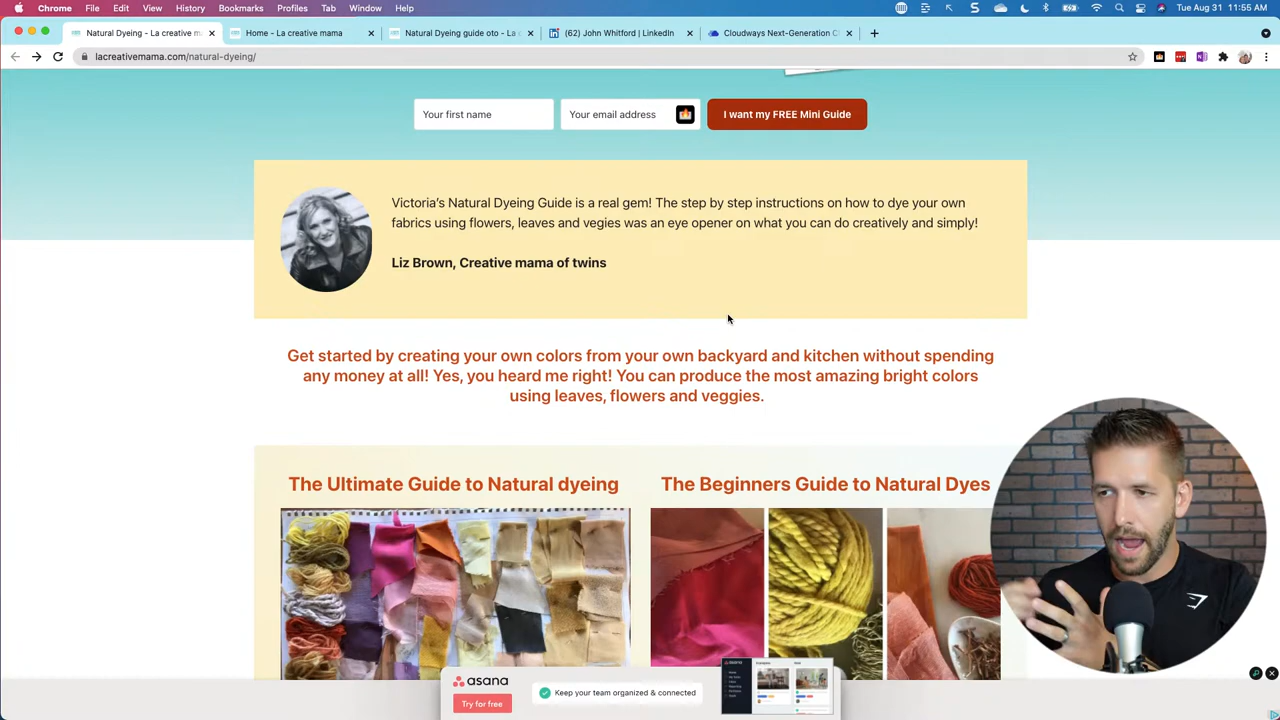 Chrome File Edit View History Bookmarks Profiles Tab Window Help Tue Aug 31 11:55 AM
Natural Dyeing - La creative m Home - La creative mama Natural Dyeing guide oto - La c (62) John Whitford | LinkedIn Cloudways Next-Generation C
lacreativemama.com/natural-dyeing/
Your first name Your email address I want my FREE Mini Guide
Victoria's Natural Dyeing Guide is a real gem! The step by step instructions on how to dye your own
fabrics using flowers, leaves and vegies was an eye opener on what you can do creatively and simply!
Liz Brown, Creative mama of twins
Get started by creating your own colors from your own backyard and kitchen without spending
any money at all! Yes, you heard me right! You can produce the most amazing bright colors
using leaves, flowers and veggies.
The Ultimate Guide to Natural dyeing The Beginners Guide to Natural Dyes
asana
Keep your team organized & connected
Try for free